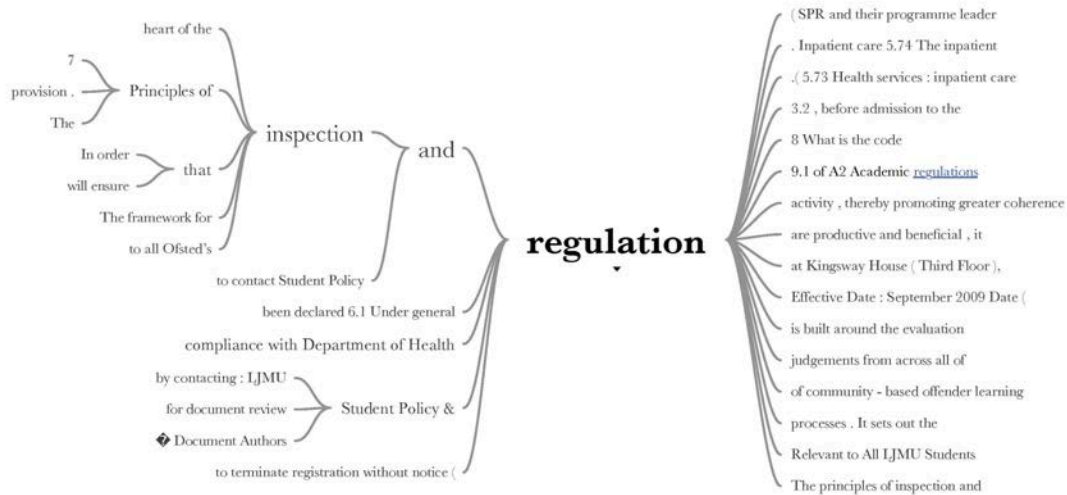 heart of the
7
provision .
The
Principles of
In order
will ensure
that
The framework for
to all Ofsted's
inspection
to contact Student Policy
and
been declared 6.1 Under general
compliance with Department of Health
by contacting : LJMU
for document review
� Document Authors
Student Policy &
to terminate registration without notice (
regulation
( SPR and their programme leader
. Inpatient care 5.74 The inpatient
.( 5.73 Health services : inpatient care
3.2 , before admission to the
8 What is the code
9.1 of A2 Academic regulations
activity , thereby promoting greater coherence
are productive and beneficial , it
at Kingsway House ( Third Floor ),
Effective Date : September 2009 Date (
is built around the evaluation
judgements from across all of
of community - based offender learning
processes . It sets out the
Relevant to All LJMU Students
The principles of inspection and